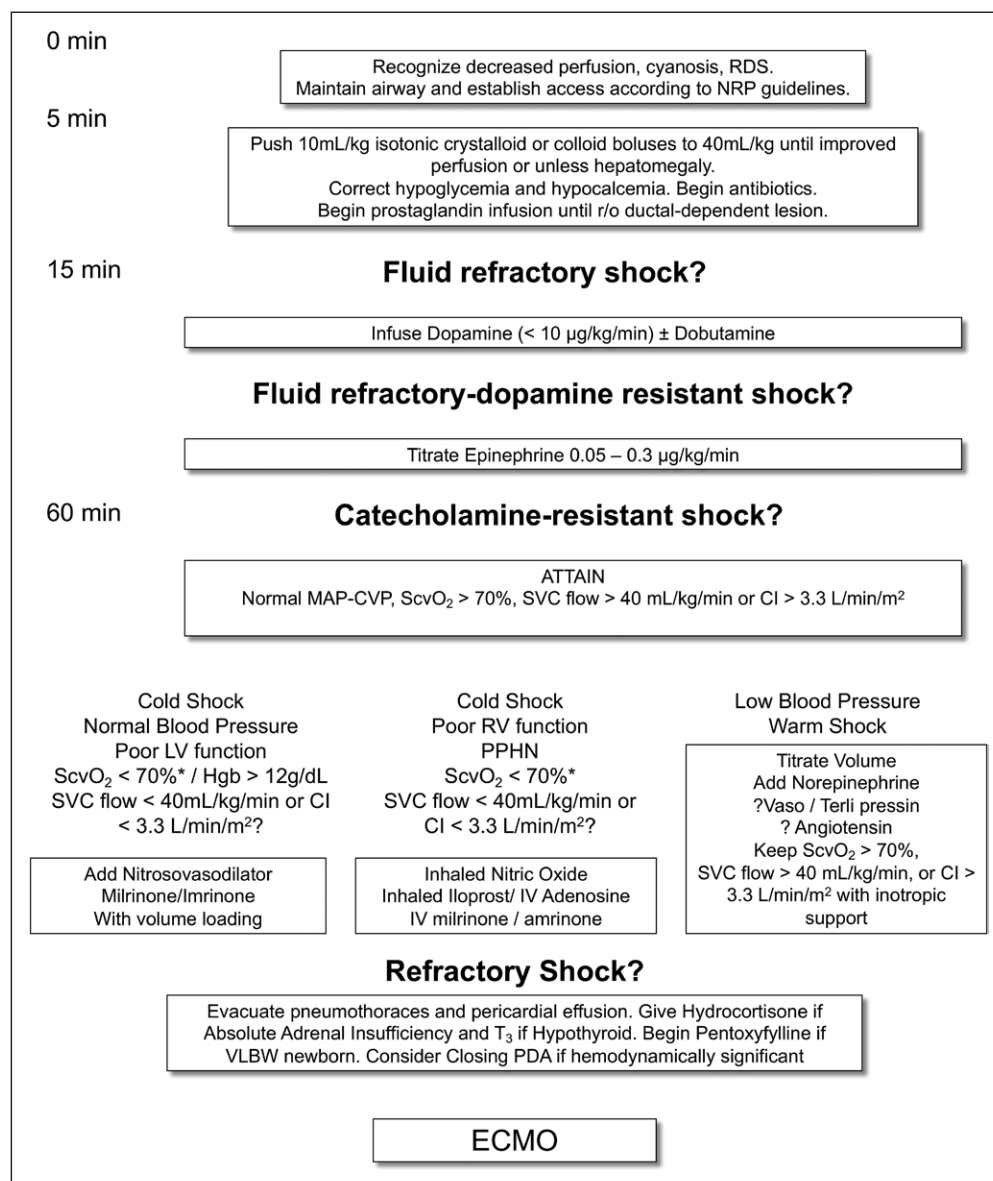 0 min
Recognize decreased perfusion, cyanosis, RDS.
Maintain airway and establish access according to NRP guidelines.
5 min
Push 10mL/kg isotonic crystalloid or colloid boluses to 40mL/kg until improved
perfusion or unless hepatomegaly.
Correct hypoglycemia and hypocalcemia. Begin antibiotics.
Begin prostaglandin infusion until r/o ductal-dependent lesion.
15 min
Fluid refractory shock?
Infuse Dopamine (< 10 µg/kg/min) ± Dobutamine
Fluid refractory-dopamine resistant shock?
Titrate Epinephrine 0.05 – 0.3 µg/kg/min
60 min
Catecholamine-resistant shock?
ATTAIN
Normal MAP-CVP, ScvO₂ > 70%, SVC flow > 40 mL/kg/min or CI > 3.3 L/min/m²
Cold Shock
Normal Blood Pressure
Poor LV function
ScvO₂ < 70%* / Hgb > 12g/dL
SVC flow < 40mL/kg/min or CI
< 3.3 L/min/m²?
Add Nitrosovasodilator
Milrinone/Imrinone
With volume loading
Cold Shock
Poor RV function
PPHN
ScvO₂ < 70%*
SVC flow < 40mL/kg/min or
CI < 3.3 L/min/m²?
Inhaled Nitric Oxide
Inhaled Iloprost/ IV Adenosine
IV milrinone / amrinone
Low Blood Pressure
Warm Shock
Titrate Volume
Add Norepinephrine
?Vaso / Terli pressin
? Angiotensin
Keep ScvO₂ > 70%,
SVC flow > 40 mL/kg/min, or CI >
3.3 L/min/m² with inotropic
support
Refractory Shock?
Evacuate pneumothoraces and pericardial effusion. Give Hydrocortisone if
Absolute Adrenal Insufficiency and T₃ if Hypothyroid. Begin Pentoxyfylline if
VLBW newborn. Consider Closing PDA if hemodynamically significant
ECMO